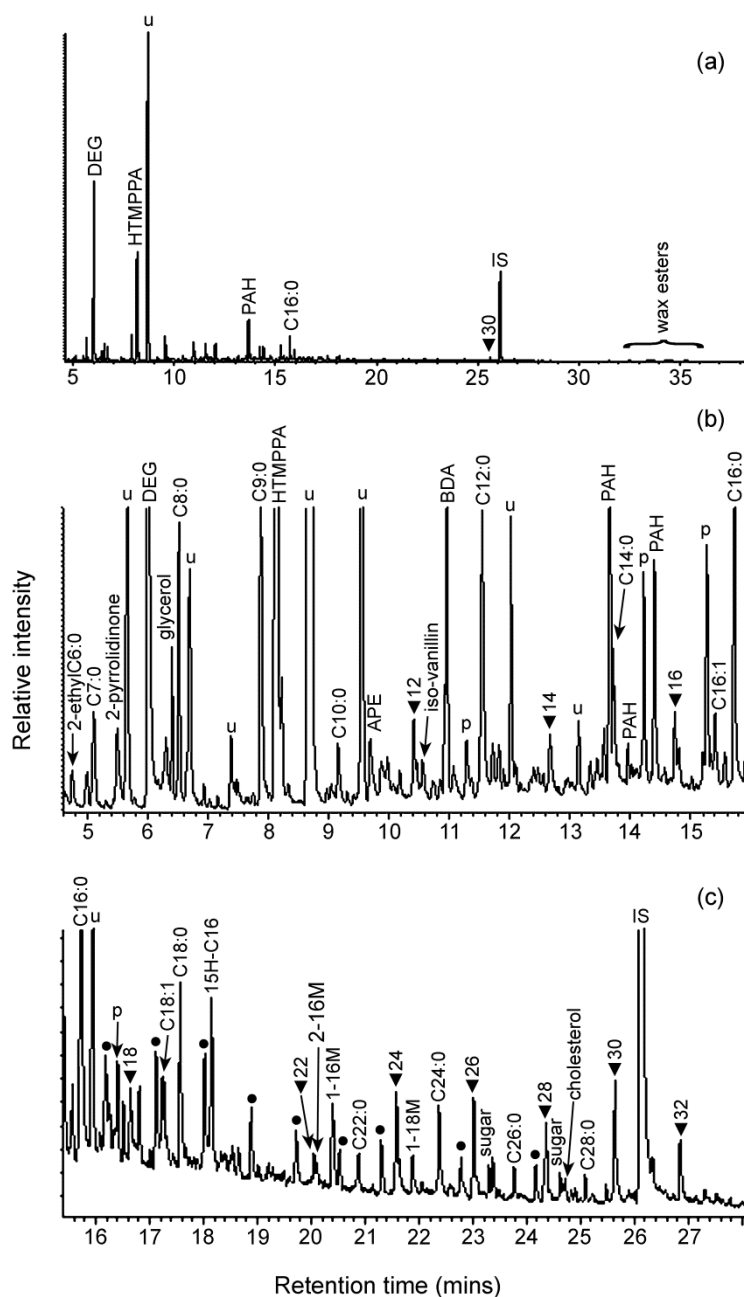 (a)
u
DEG
HTMPPA
PAH
C16:0
▼30
IS
wax esters
5 10 15 20 25 30 35
(b)
Relative intensity
2-ethylC6:0
C7:0
2-pyrrolidinone
u
DEG
glycerol
C8:0
u
u
C9:0
HTMPPA
u
C10:0
u
APE
▼12
iso-vanillin
BDA
p
C12:0
u
▼14
u
PAH
C14:0
PAH
p
PAH
▼16
p
C16:1
C16:0
5 6 7 8 9 10 11 12 13 14 15
(c)
C16:0
u
●
p
▼18
●
C18:1
C18:0
●
15H-C16
●
●
▼22
2-16M
1-16M
●
C22:0
●
▼24
1-18M
C24:0
●
▼26
sugar
C26:0
●
▼28
sugar
cholesterol
C28:0
▼30
IS
▼32
16 17 18 19 20 21 22 23 24 25 26 27
Retention time (mins)